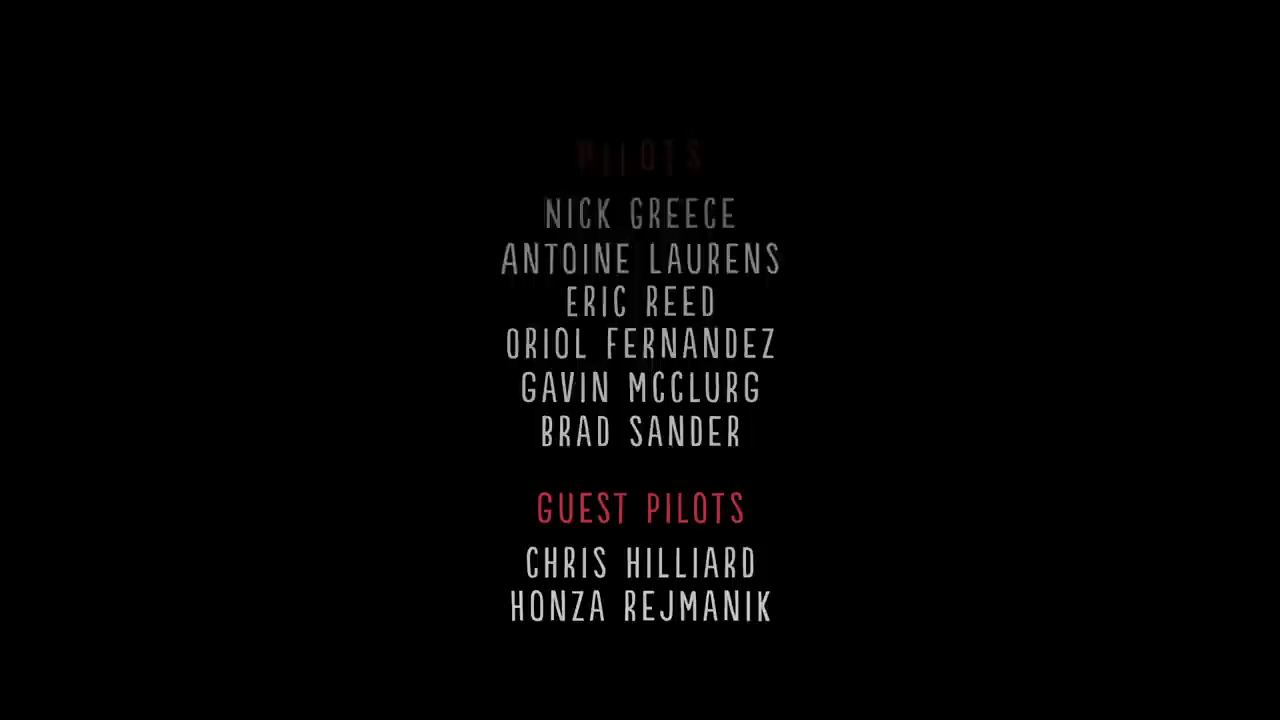 PILOTS
NICK GREECE
ANTOINE LAURENS
ERIC REED
ORIOL FERNANDEZ
GAVIN MCCLURG
BRAD SANDER
GUEST PILOTS
CHRIS HILLIARD
HONZA REJMANIK